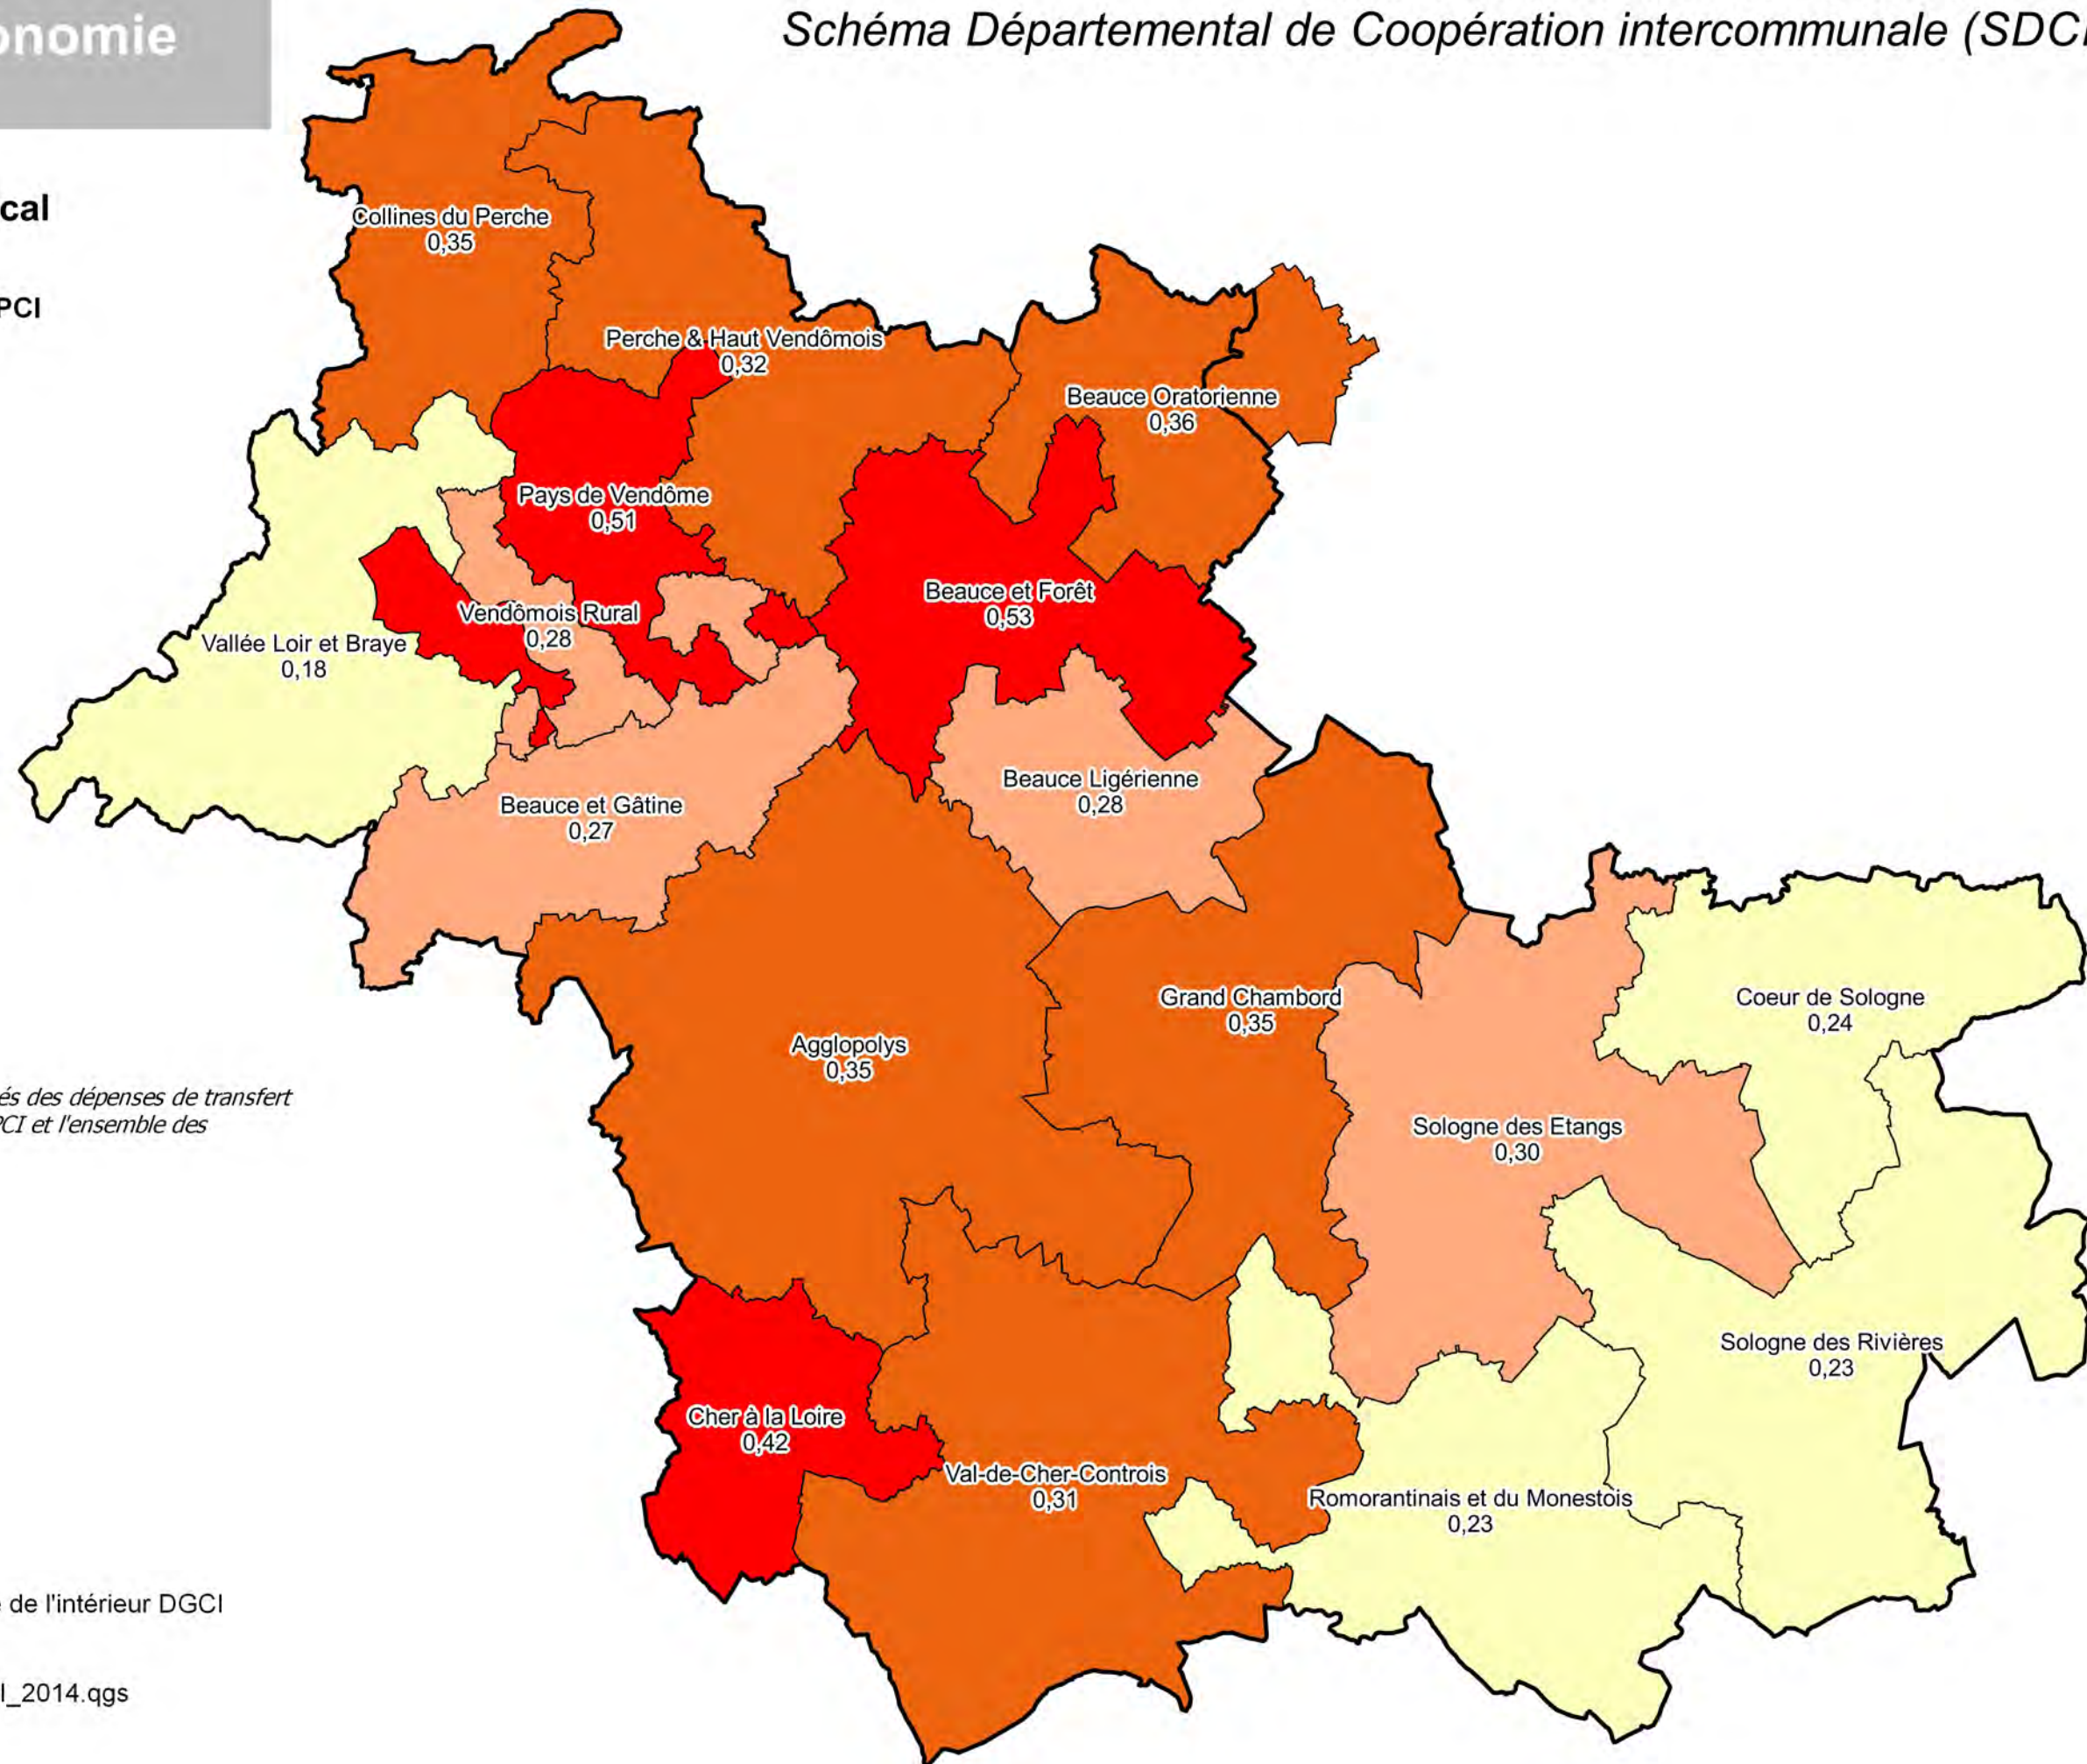 onomie
Schéma Départemental de Coopération intercommunale (SDCI
cal
PCI
Collines du Perche
0,35
Perche & Haut Vendômois
0,32
Beauce Oratorienne
0,36
Pays de Vendôme
0,51
Beauce et Forêt
0,53
Vendômois Rural
0,28
Vallée Loir et Braye
0,18
Beauce Ligérienne
0,28
Beauce et Gâtine
0,27
Grand Chambord
0,35
Coeur de Sologne
0,24
Agglopolys
0,35
és des dépenses de transfert
PCI et l'ensemble des
Sologne des Etangs
0,30
Sologne des Rivières
0,23
Cher à la Loire
0,42
Val-de-Cher-Controis
0,31
Romorantinais et du Monestois
0,23
e de l'intérieur DGCI
I_2014.qgs